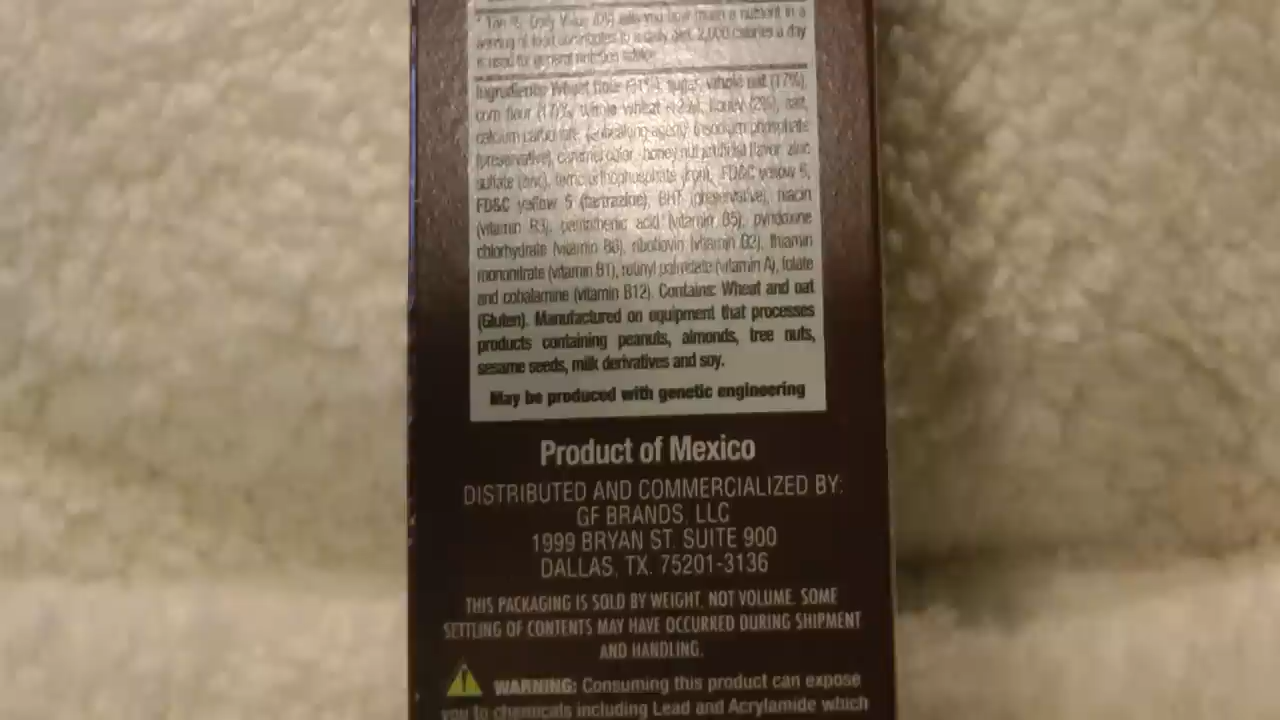 * The % Daily Value (DV) tells you how much a nutrient in a
serving of food contributes to a daily diet. 2,000 calories a day
is used for general nutrition advice.
Ingredients: Wheat flour sugar, whole oat (17%),
corn flour (17)%, whole wheat honey (2%), salt,
calcium carbonate, trisodium phosphate
(preservative), caramel color, honey nut artificial flavor, zinc
sulfate (zinc), ferric orthophosphate (iron), FD&C yellow 6,
FD&C yellow 5 (tartrazine), BHT (preservative), niacin
(vitamin B3), pantothenic acid (vitamin B5), pyridoxine
chlorhydrate (vitamin B6), riboflavin (vitamin B2), thiamin
mononitrate (vitamin B1), retinyl palmitate (vitamin A), folate
and cobalamine (vitamin B12). Contains: Wheat and oat
(Gluten). Manufactured on equipment that processes
products containing peanuts, almonds, tree nuts,
sesame seeds, milk derivatives and soy.
May be produced with genetic engineering
Product of Mexico
DISTRIBUTED AND COMMERCIALIZED BY:
GF BRANDS, LLC
1999 BRYAN ST. SUITE 900
DALLAS, TX. 75201-3136
THIS PACKAGING IS SOLD BY WEIGHT, NOT VOLUME. SOME
SETTLING OF CONTENTS MAY HAVE OCCURRED DURING SHIPMENT
AND HANDLING.
WARNING: Consuming this product can expose
you to chemicals including Lead and Acrylamide which